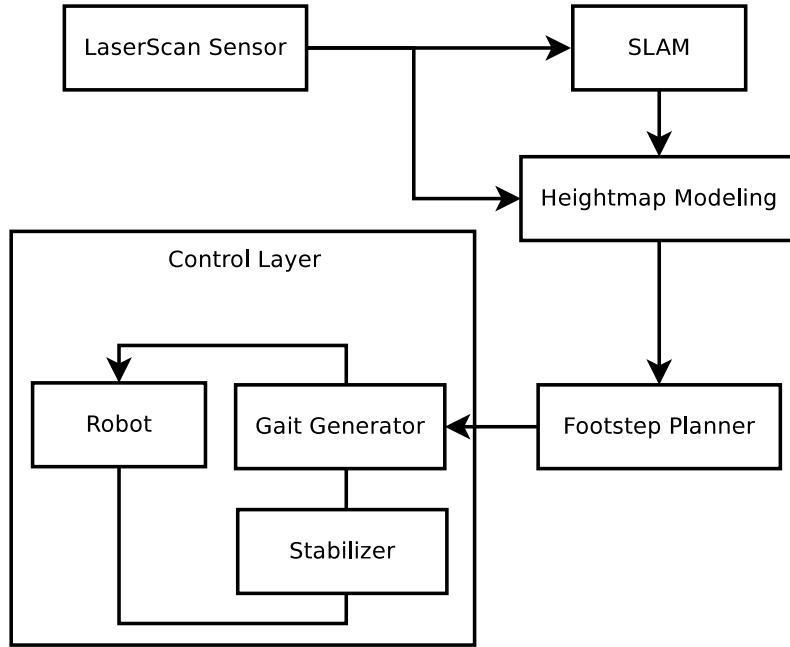 LaserScan Sensor
SLAM
Heightmap Modeling
Control Layer
Robot
Gait Generator
Footstep Planner
Stabilizer